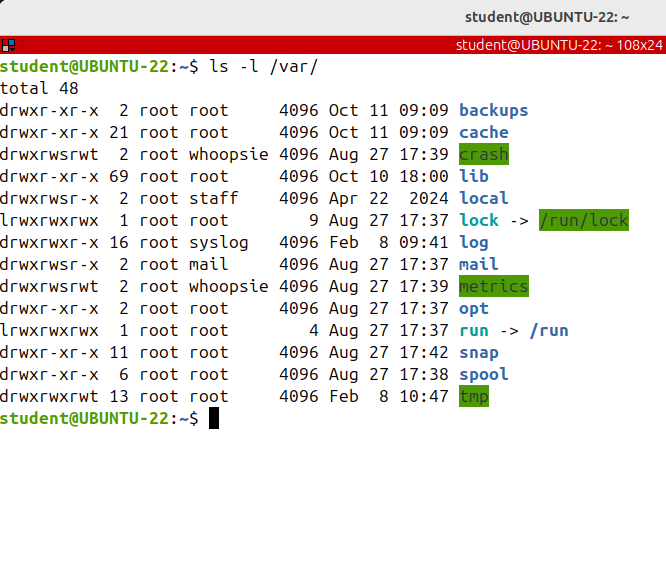 student@UBUNTU-22: ~
student@UBUNTU-22: ~ 108x24
student@UBUNTU-22:~$ ls -l /var/
total 48
drwxr-xr-x  2 root root     4096 Oct 11 09:09 backups
drwxr-xr-x 21 root root     4096 Oct 11 09:09 cache
drwxrwsrwt  2 root whoopsie 4096 Aug 27 17:39 crash
drwxr-xr-x 69 root root     4096 Oct 10 18:00 lib
drwxrwsr-x  2 root staff    4096 Apr 22  2024 local
lrwxrwxrwx  1 root root        9 Aug 27 17:37 lock -> /run/lock
drwxrwxr-x 16 root syslog   4096 Feb  8 09:41 log
drwxrwsr-x  2 root mail     4096 Aug 27 17:37 mail
drwxrwsrwt  2 root whoopsie 4096 Aug 27 17:39 metrics
drwxr-xr-x  2 root root     4096 Aug 27 17:37 opt
lrwxrwxrwx  1 root root        4 Aug 27 17:37 run -> /run
drwxr-xr-x 11 root root     4096 Aug 27 17:42 snap
drwxr-xr-x  6 root root     4096 Aug 27 17:38 spool
drwxrwxrwt 13 root root     4096 Feb  8 10:47 tmp
student@UBUNTU-22:~$